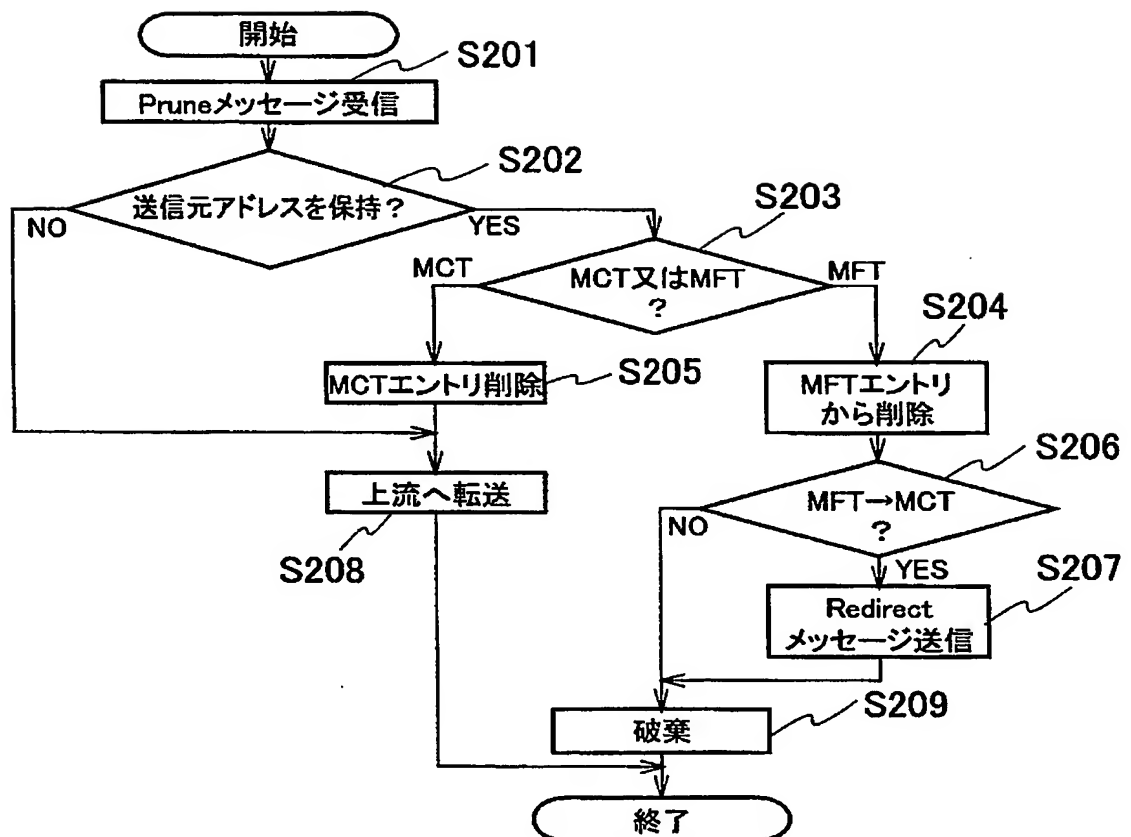 開始
S201
Pruneメッセージ受信
S202
送信元アドレスを保持？
NO
YES
S203
MCT
MCT又はMFT
？
MFT
S204
MCTエントリ削除
S205
MFTエントリ
から削除
S206
上流へ転送
MFT→MCT
？
NO
S208
YES
S207
Redirect
メッセージ送信
S209
破棄
終了